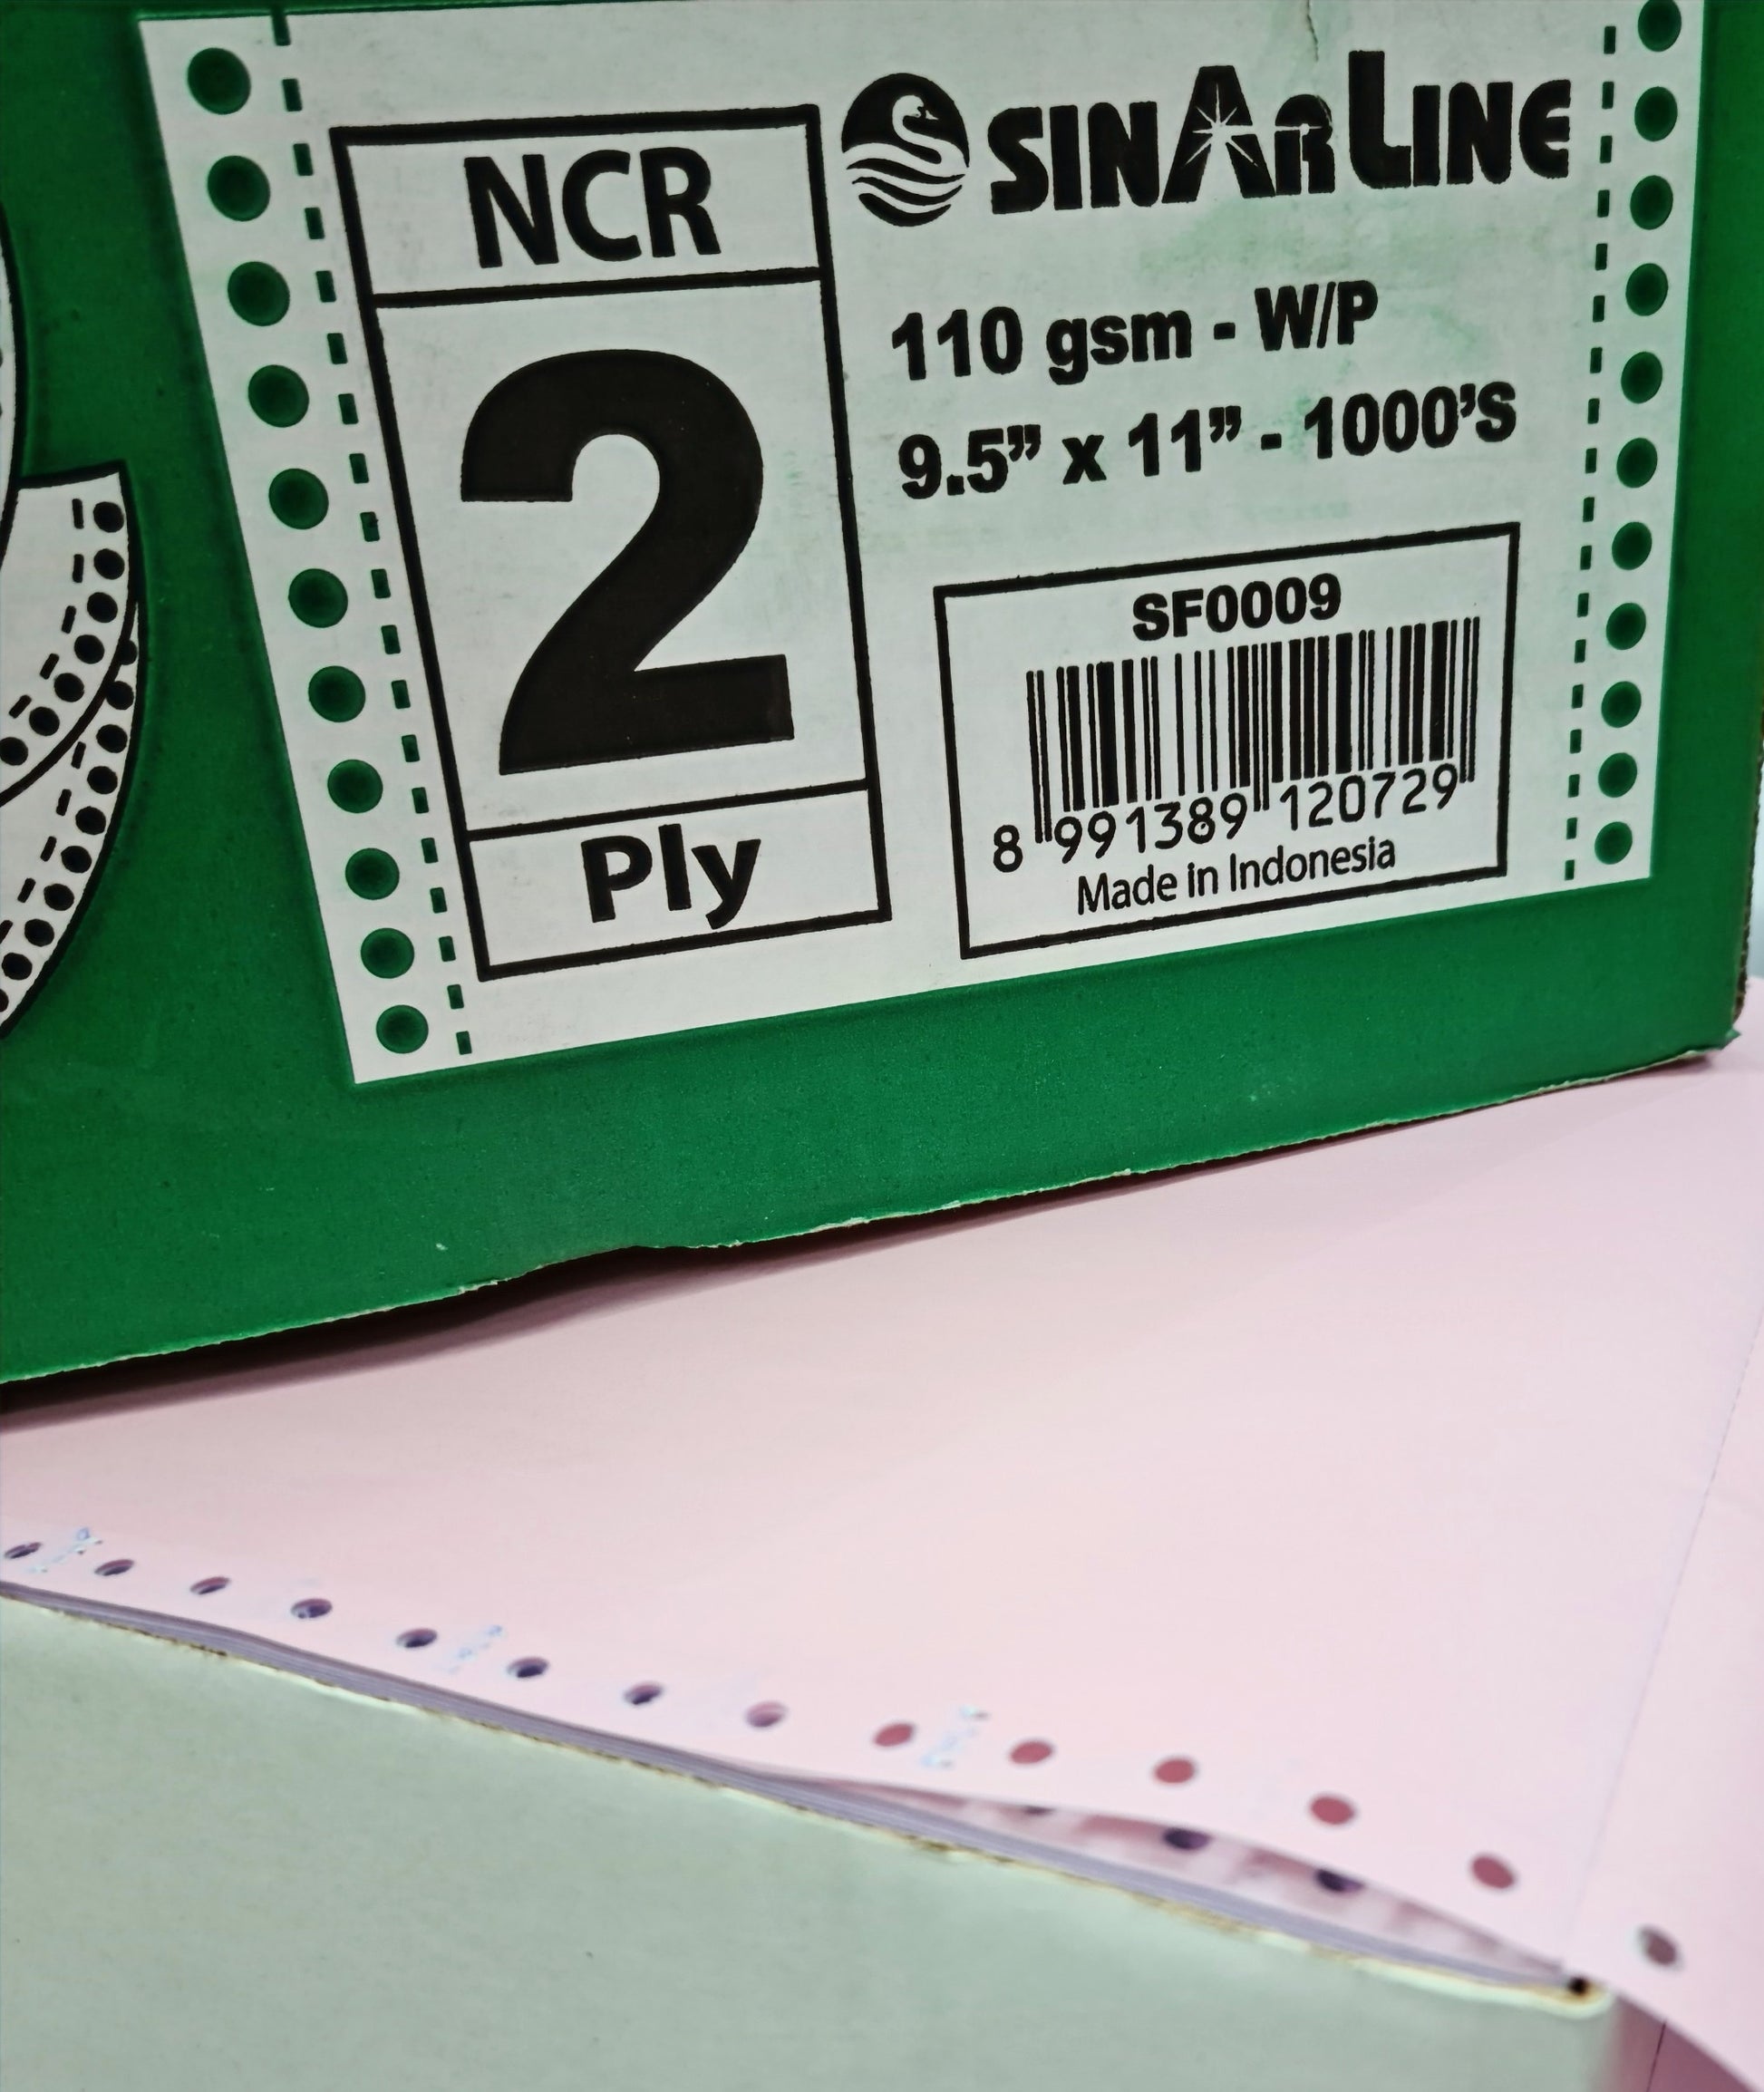 NCR
2
Ply
SINARLINE
110 gsm - W/P
9.5” x 11” - 1000’S
SF0009
8 991389 120729
Made in Indonesia